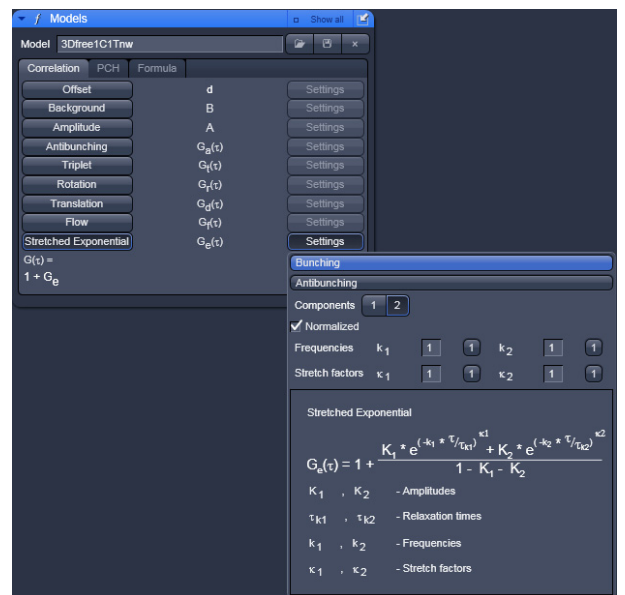 f Models Show all
Model 3Dfree1C1Tnw ×
Correlation PCH Formula
Offset d Settings
Background B Settings
Amplitude A Settings
Antibunching Ga(τ) Settings
Triplet Gt(τ) Settings
Rotation Gr(τ) Settings
Translation Gd(τ) Settings
Flow Gf(τ) Settings
Stretched Exponential Ge(τ) Settings
G(τ) =
1 + Ge
Bunching
Antibunching
Components 1 2
Normalized
Frequencies k1 1 1 k2 1 1
Stretch factors κ1 1 1 κ2 1 1
Stretched Exponential
Ge(τ) = 1 + K1 * e^(-k1 * τ/τk1)^κ1 + K2 * e^(-k2 * τ/τk2)^κ2 / 1 - K1 - K2
K1 , K2 - Amplitudes
τk1 , τk2 - Relaxation times
k1 , k2 - Frequencies
κ1 , κ2 - Stretch factors